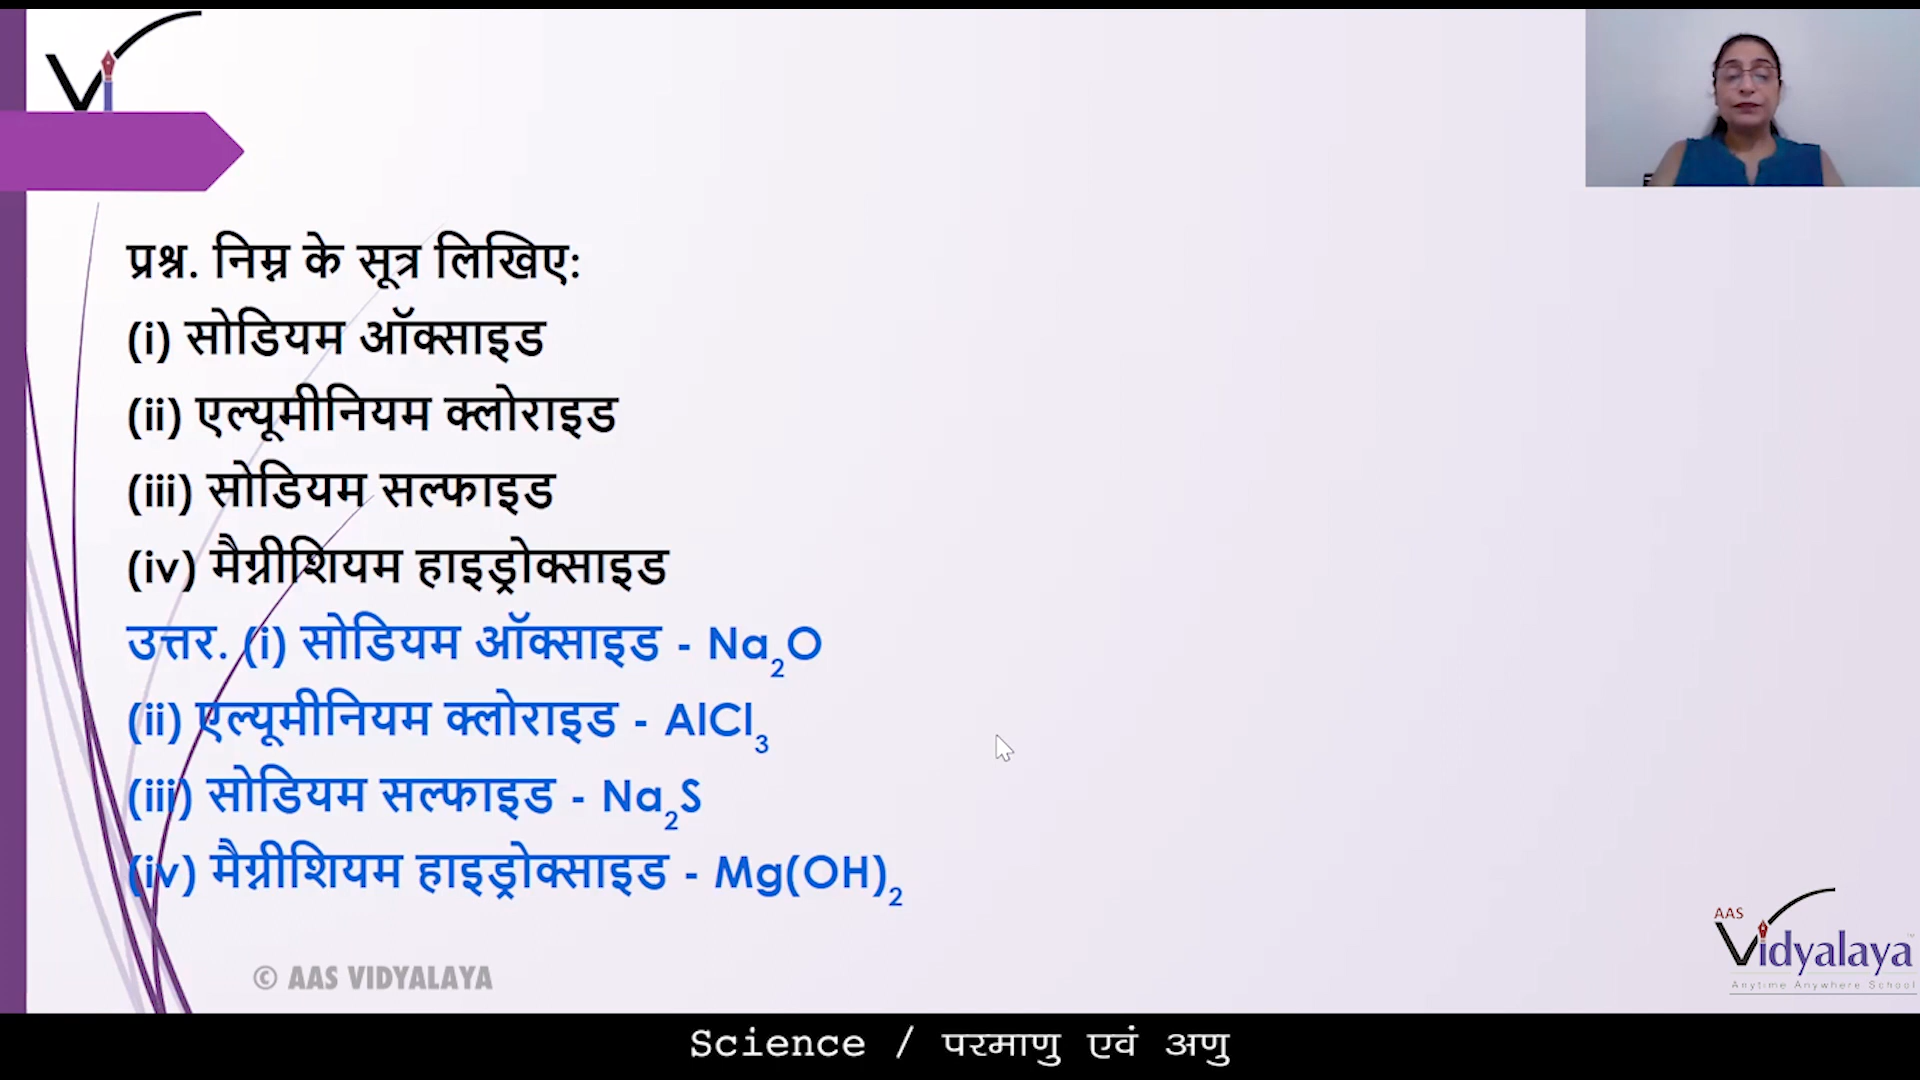 प्रश्न. निम्न के सूत्र लिखिए:
(i) सोडियम ऑक्साइड
(ii) एल्यूमीनियम क्लोराइड
(iii) सोडियम सल्फाइड
(iv) मैग्नीशियम हाइड्रोक्साइड
उत्तर. (i) सोडियम ऑक्साइड - Na₂O
(ii) एल्यूमीनियम क्लोराइड - AlCl₃
(iii) सोडियम सल्फाइड - Na₂S
(iv) मैग्नीशियम हाइड्रोक्साइड - Mg(OH)₂
© AAS VIDYALAYA
AAS
Vidyalaya
Anytime Anywhere School
Science / परमाणु एवं अणु